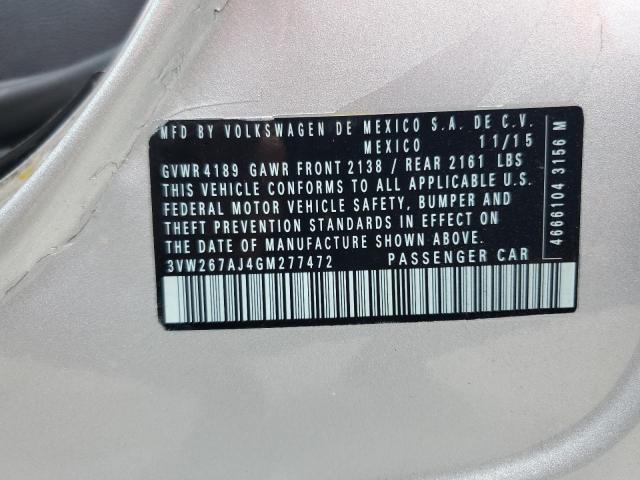 MFD BY VOLKSWAGEN DE MEXICO S.A. DE C.V.
MEXICO 11/15
GVWR 4189 GAWR FRONT 2138 / REAR 2161 LBS
THIS VEHICLE CONFORMS TO ALL APPLICABLE U.S.
FEDERAL MOTOR VEHICLE SAFETY, BUMPER AND
THEFT PREVENTION STANDARDS IN EFFECT ON
THE DATE OF MANUFACTURE SHOWN ABOVE.
3VW267AJ4GM277472 PASSENGER CAR
4666104 3156 M